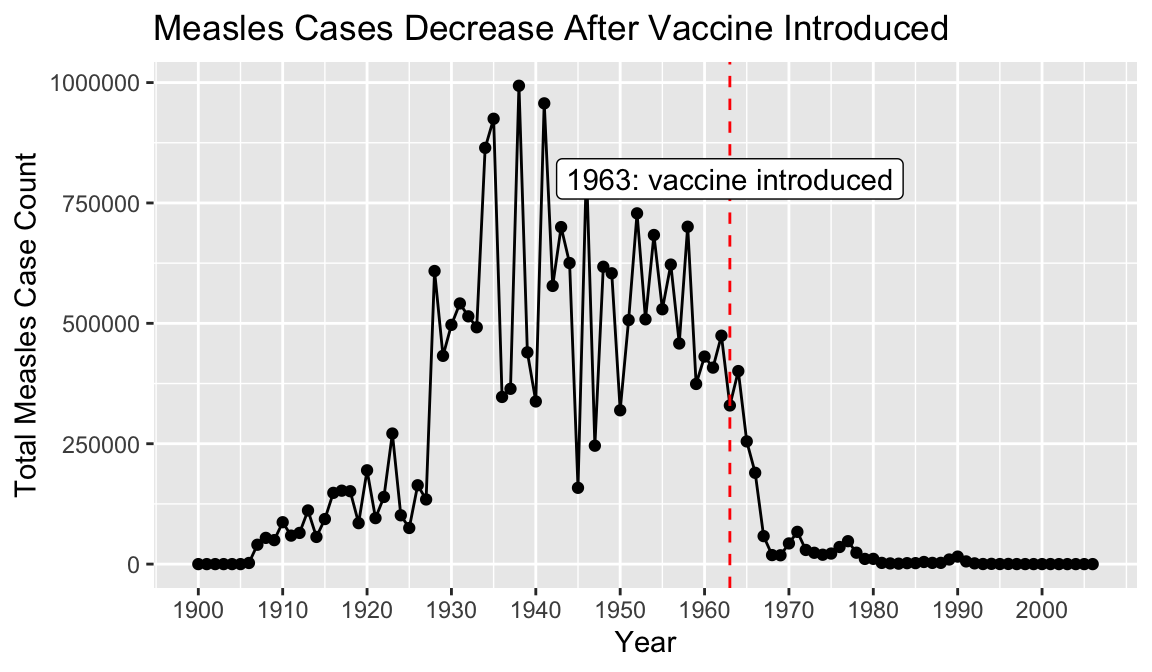 Measles Cases Decrease After Vaccine Introduced
Total Measles Case Count
1000000
750000
500000
250000
0
1963: vaccine introduced
1900 1910 1920 1930 1940 1950 1960 1970 1980 1990 2000
Year